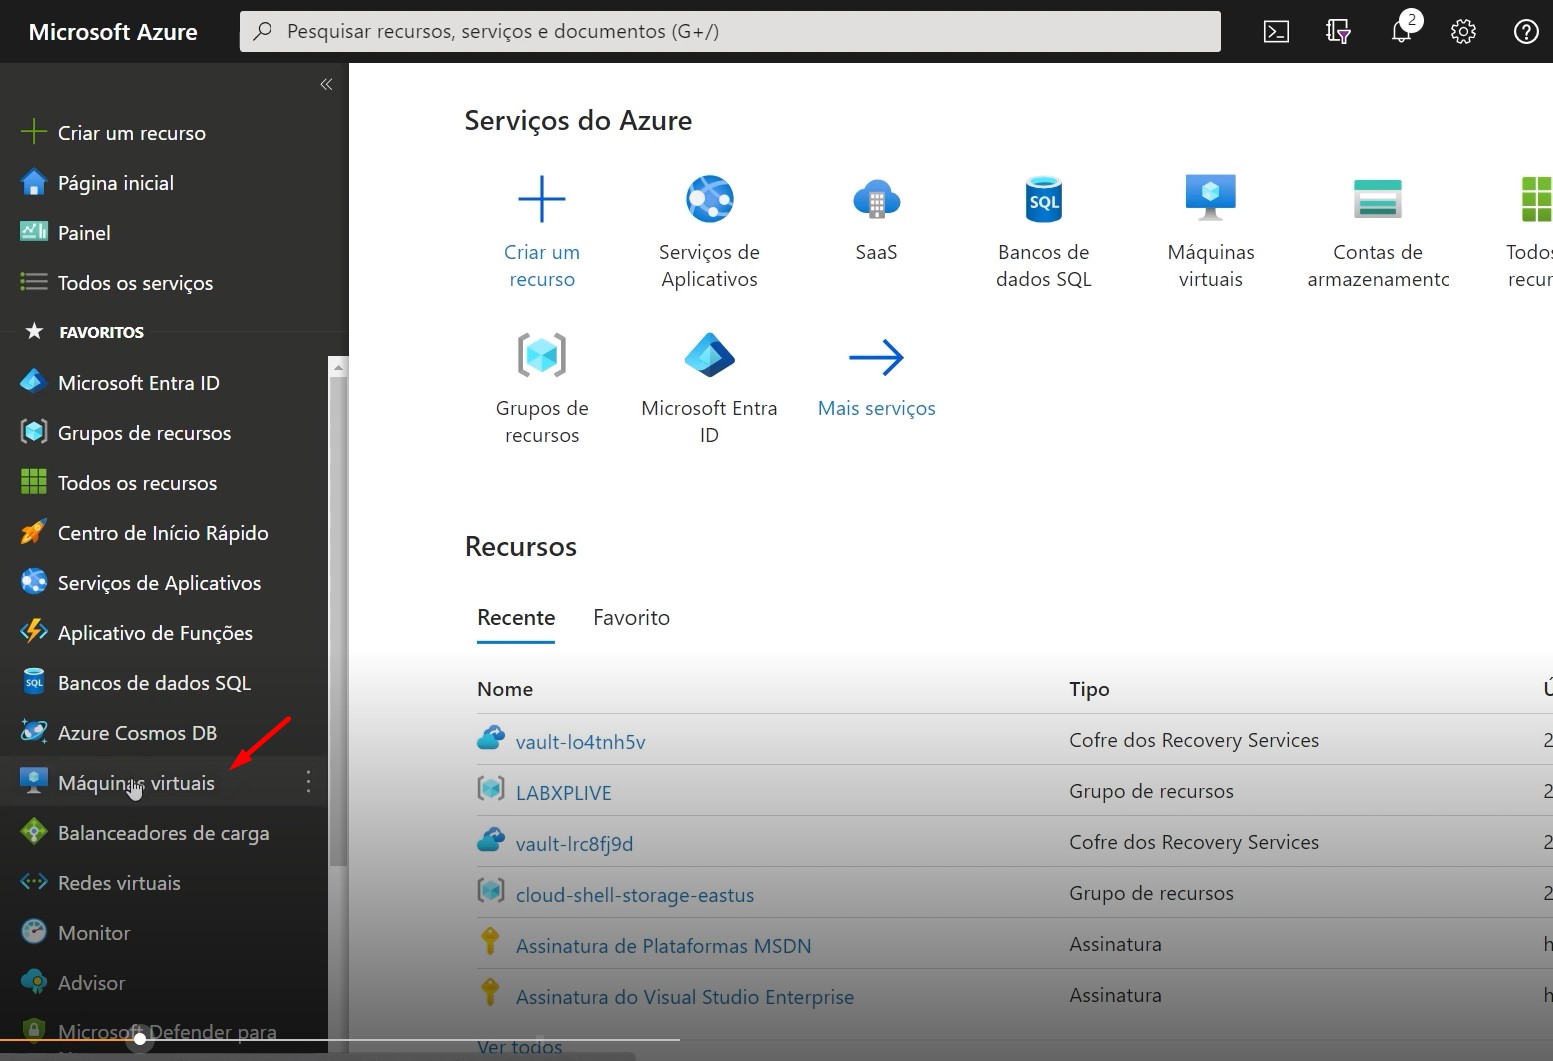 Microsoft Azure
Pesquisar recursos, serviços e documentos (G+/)
2
Criar um recurso
Página inicial
Painel
Todos os serviços
FAVORITOS
Microsoft Entra ID
Grupos de recursos
Todos os recursos
Centro de Início Rápido
Serviços de Aplicativos
Aplicativo de Funções
Bancos de dados SQL
Azure Cosmos DB
Máquinas virtuais
Balanceadores de carga
Redes virtuais
Monitor
Advisor
Microsoft Defender para
Serviços do Azure
Criar um
recurso
Serviços de
Aplicativos
SaaS
SQL
Bancos de
dados SQL
Máquinas
virtuais
Contas de
armazenamento
Todos
recur
Grupos de
recursos
Microsoft Entra
ID
Mais serviços
Recursos
Recente Favorito
Nome Tipo Ú
vault-lo4tnh5v Cofre dos Recovery Services 2
LABXPLIVE Grupo de recursos 2
vault-lrc8fj9d Cofre dos Recovery Services 2
cloud-shell-storage-eastus Grupo de recursos 2
Assinatura de Plataformas MSDN Assinatura h
Assinatura do Visual Studio Enterprise Assinatura h
Ver todos